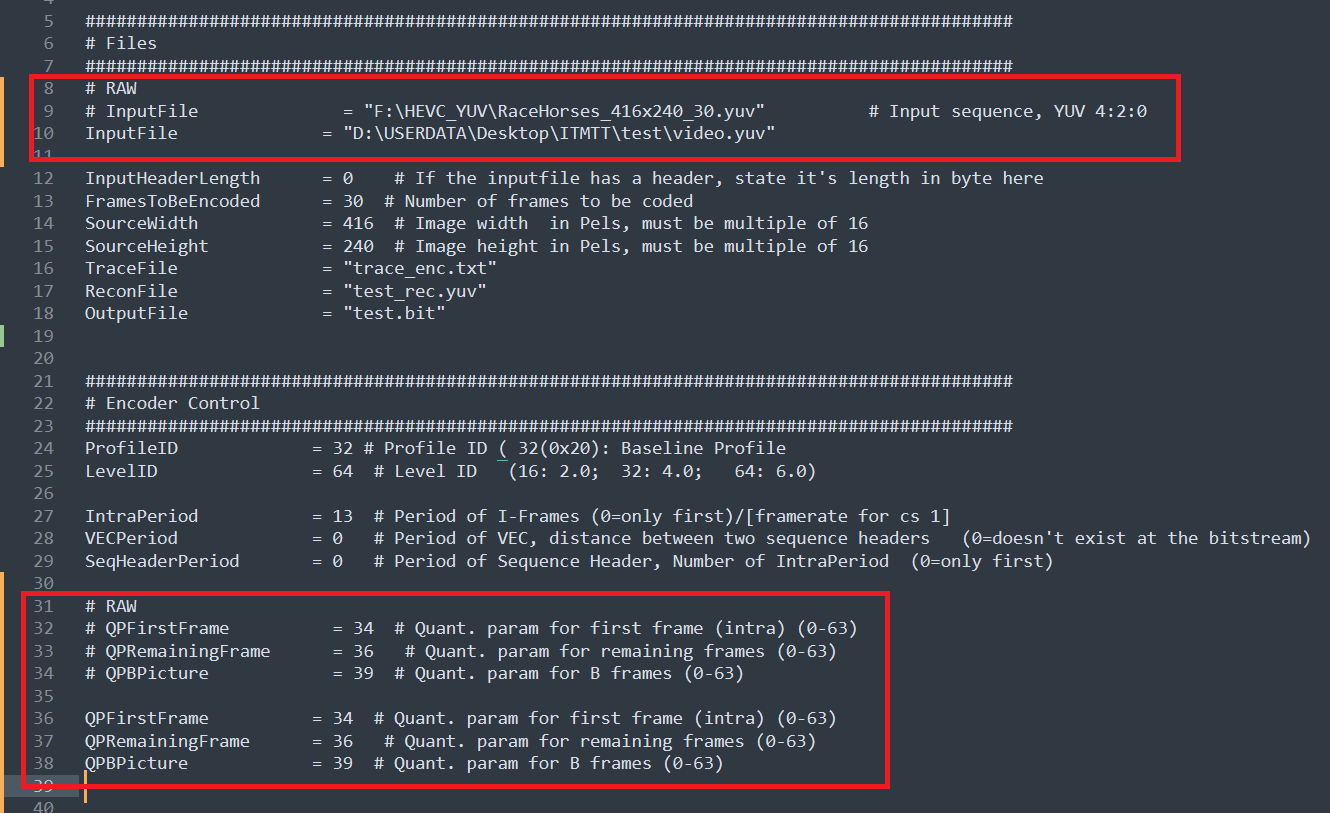 4
5 ##########################################################################################
6 # Files
7 ##########################################################################################
8 # RAW
9 # InputFile = "F:\HEVC_YUV\RaceHorses_416x240_30.yuv" # Input sequence, YUV 4:2:0
10 InputFile = "D:\USERDATA\Desktop\ITMTT\test\video.yuv"
11
12 InputHeaderLength = 0 # If the inputfile has a header, state it's length in byte here
13 FramesToBeEncoded = 30 # Number of frames to be coded
14 SourceWidth = 416 # Image width in Pels, must be multiple of 16
15 SourceHeight = 240 # Image height in Pels, must be multiple of 16
16 TraceFile = "trace_enc.txt"
17 ReconFile = "test_rec.yuv"
18 OutputFile = "test.bit"
19
20
21 ##########################################################################################
22 # Encoder Control
23 ##########################################################################################
24 ProfileID = 32 # Profile ID ( 32(0x20): Baseline Profile
25 LevelID = 64 # Level ID (16: 2.0; 32: 4.0; 64: 6.0)
26
27 IntraPeriod = 13 # Period of I-Frames (0=only first)/[framerate for cs 1]
28 VECPeriod = 0 # Period of VEC, distance between two sequence headers (0=doesn't exist at the bitstream)
29 SeqHeaderPeriod = 0 # Period of Sequence Header, Number of IntraPeriod (0=only first)
30
31 # RAW
32 # QPFirstFrame = 34 # Quant. param for first frame (intra) (0-63)
33 # QPRemainingFrame = 36 # Quant. param for remaining frames (0-63)
34 # QPBPicture = 39 # Quant. param for B frames (0-63)
35
36 QPFirstFrame = 34 # Quant. param for first frame (intra) (0-63)
37 QPRemainingFrame = 36 # Quant. param for remaining frames (0-63)
38 QPBPicture = 39 # Quant. param for B frames (0-63)
39
40